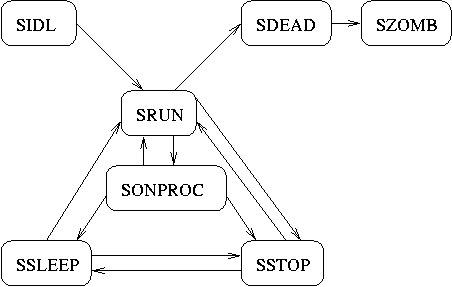 SIDL
SDEAD
SZOMB
SRUN
SONPROC
SSLEEP
SSTOP